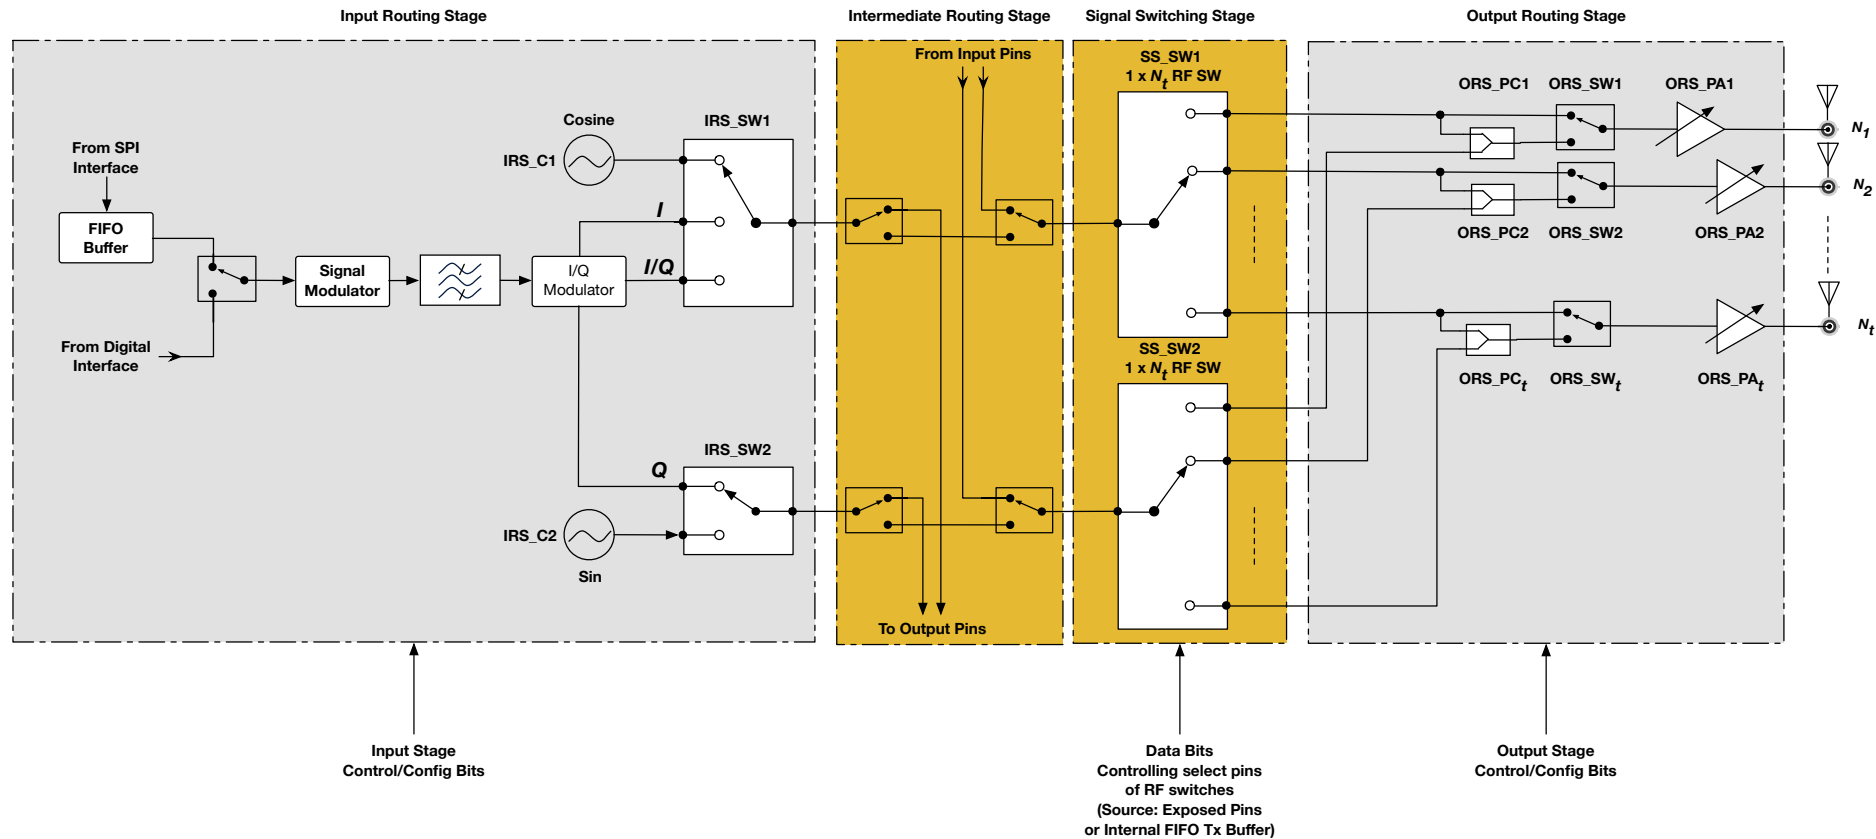 Input Routing Stage
Intermediate Routing Stage
Signal Switching Stage
Output Routing Stage
From SPI
Interface
FIFO
Buffer
From Digital
Interface
Signal
Modulator
I/Q
Modulator
Cosine
IRS_C1
I
I/Q
Q
IRS_C2
Sin
IRS_SW1
IRS_SW2
From Input Pins
To Output Pins
SS_SW1
1 x Nt RF SW
SS_SW2
1 x Nt RF SW
ORS_PC1
ORS_SW1
ORS_PA1
N1
ORS_PC2
ORS_SW2
ORS_PA2
N2
ORS_PCt
ORS_SWt
ORS_PAt
Nt
Input Stage
Control/Config Bits
Data Bits
Controlling select pins
of RF switches
(Source: Exposed Pins
or Internal FIFO Tx Buffer)
Output Stage
Control/Config Bits